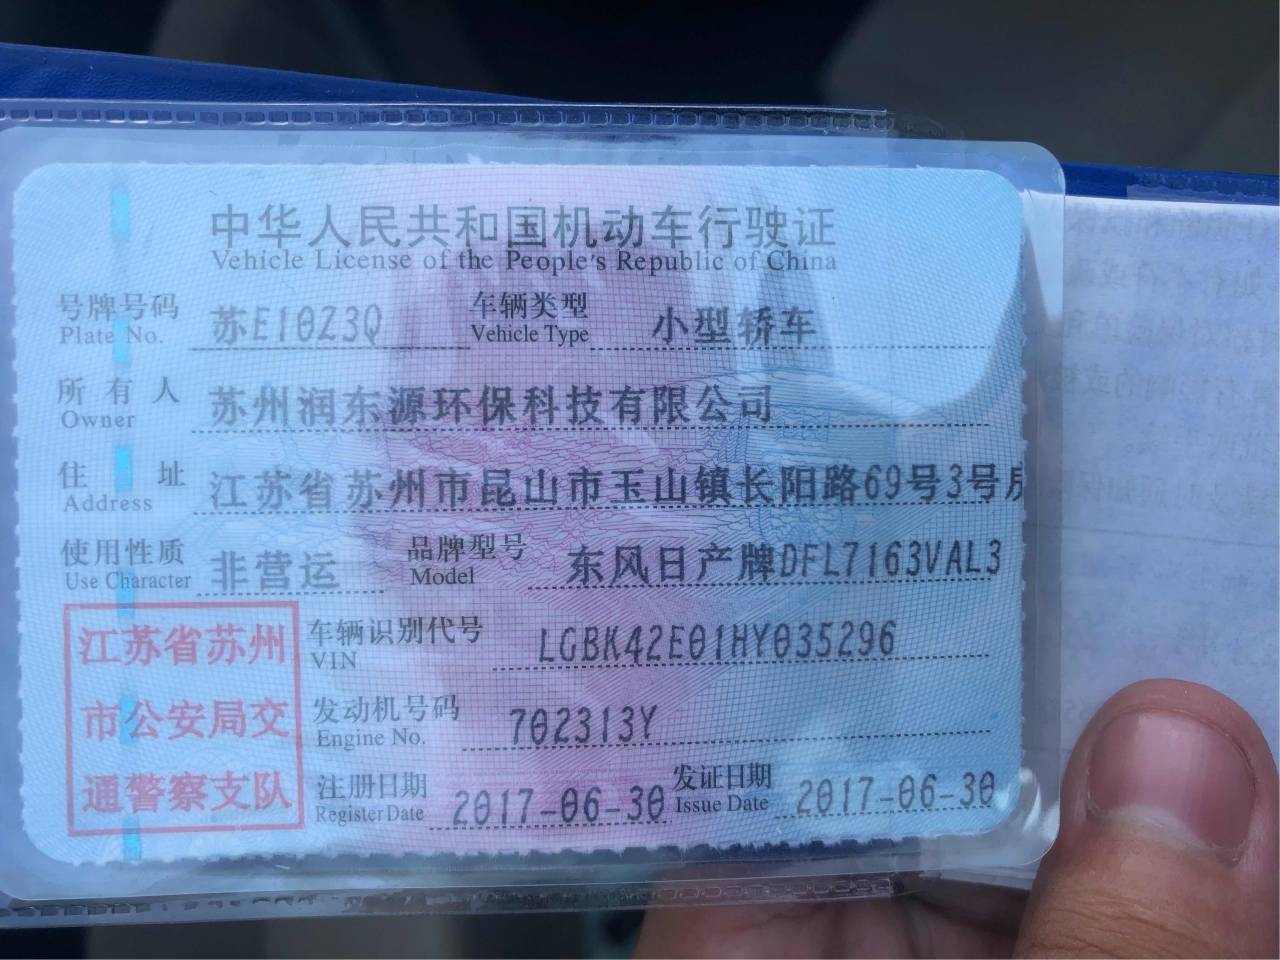 中华人民共和国机动车行驶证
Vehicle License of the People's Republic of China
号牌号码 苏E10Z3Q 车辆类型 小型轿车
Plate No. Vehicle Type
所有人 苏州润东源环保科技有限公司
Owner
住址 江苏省苏州市昆山市玉山镇长阳路69号3号房
Address
使用性质 非营运 品牌型号 东风日产牌DFL7163VAL3
Use Character Model
江苏省苏州
市公安局交
通警察支队
车辆识别代号 LGBK42E01HY035296
VIN
发动机号码 702313Y
Engine No.
注册日期 2017-06-30 发证日期 2017-06-30
Register Date Issue Date